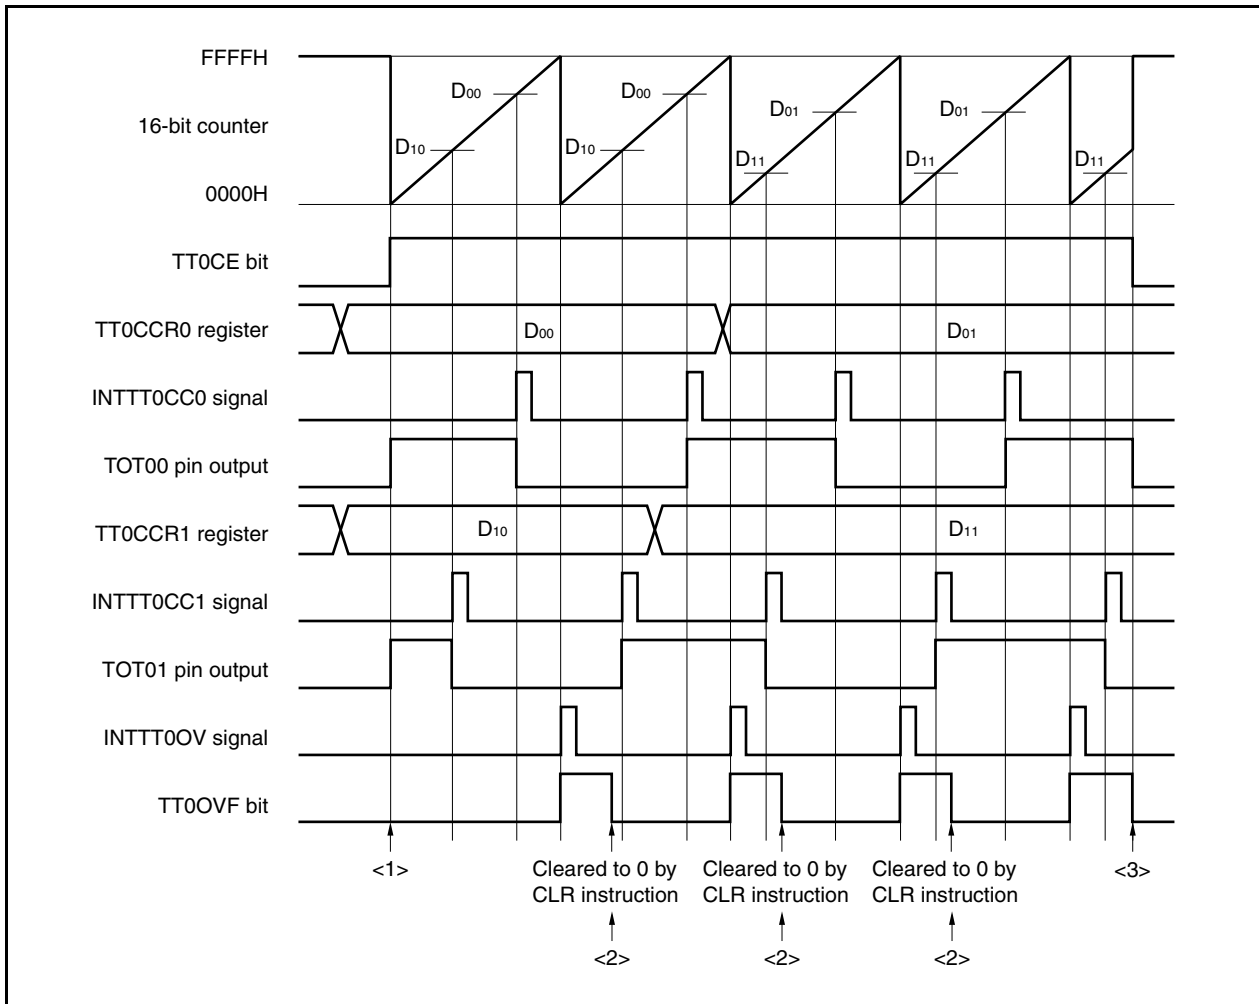 FFFFH
D00
D00
D01
D01
16-bit counter
D10
D10
D11
D11
D11
0000H
TT0CE bit
TT0CCR0 register
D00
D01
INTTT0CC0 signal
TOT00 pin output
TT0CCR1 register
D10
D11
INTTT0CC1 signal
TOT01 pin output
INTTT0OV signal
TT0OVF bit
<1>
Cleared to 0 by
CLR instruction
Cleared to 0 by
CLR instruction
Cleared to 0 by
CLR instruction
<3>
<2>
<2>
<2>